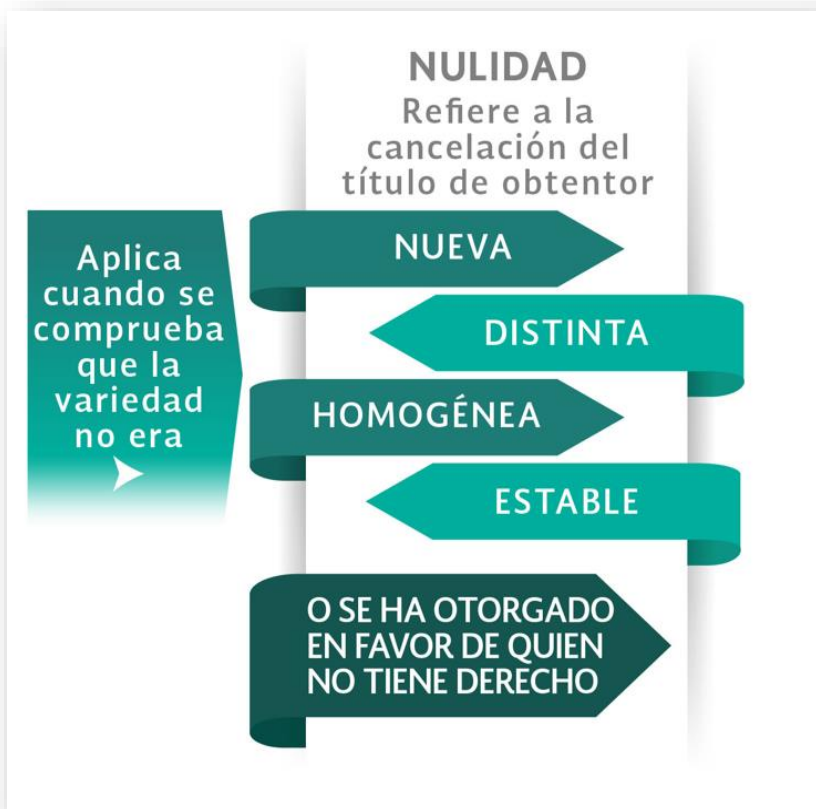 NULIDAD
Refiere a la
cancelación del
título de obtentor
Aplica
cuando se
comprueba
que la
variedad
no era
NUEVA
DISTINTA
HOMOGÉNEA
ESTABLE
O SE HA OTORGADO
EN FAVOR DE QUIEN
NO TIENE DERECHO